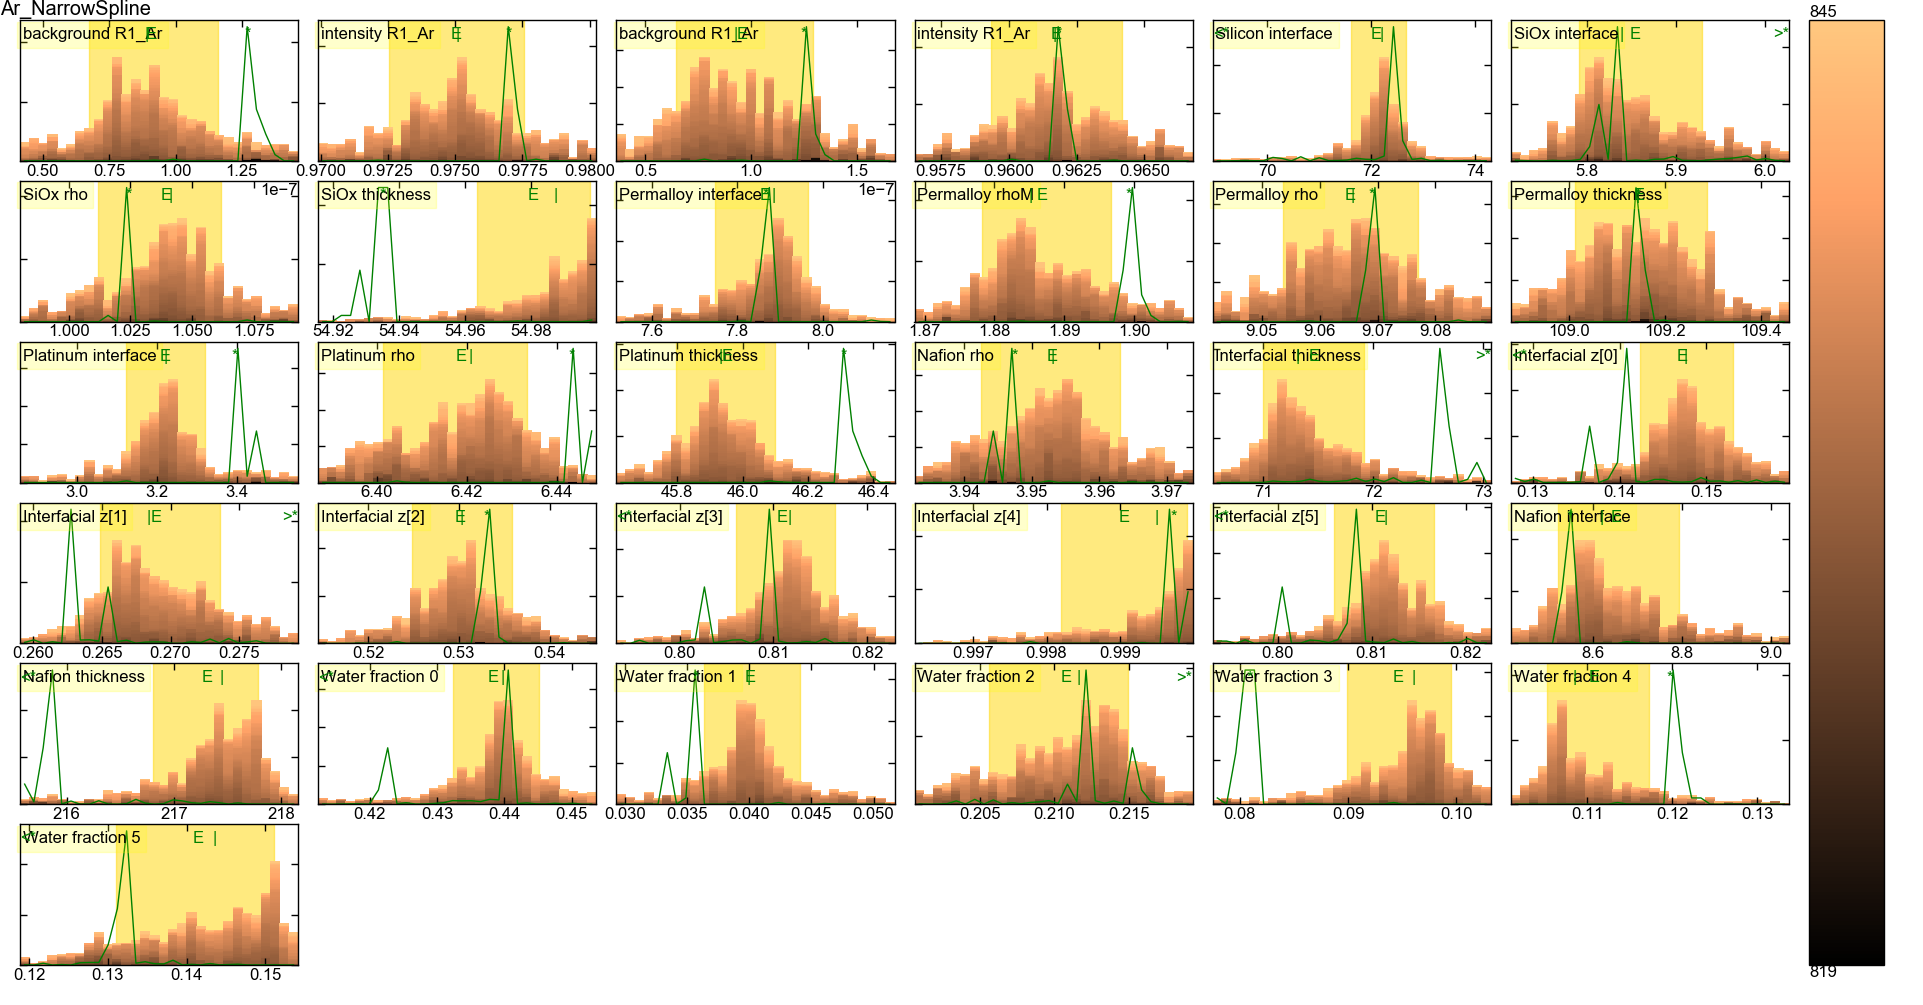 Ar_NarrowSpline
845
background R1_Ar
intensity R1_Ar
background R1_Ar
intensity R1_Ar
Silicon interface
SiOx interface
0.50 0.75 1.00 1.25
0.9700 0.9725 0.9750 0.9775 0.9800
0.5 1.0 1.5
0.9575 0.9600 0.9625 0.9650
70 72 74
5.8 5.9 6.0
SiOx rho 1e-7
SiOx thickness
Permalloy interface 1e-7
Permalloy rhoM
Permalloy rho
Permalloy thickness
1.000 1.025 1.050 1.075
54.92 54.94 54.96 54.98
7.6 7.8 8.0
1.87 1.88 1.89 1.90
9.05 9.06 9.07 9.08
109.0 109.2 109.4
Platinum interface
Platinum rho
Platinum thickness
Nafion rho
Interfacial thickness
Interfacial z[0]
3.0 3.2 3.4
6.40 6.42 6.44
45.8 46.0 46.2 46.4
3.94 3.95 3.96 3.97
71 72 73
0.13 0.14 0.15
Interfacial z[1]
Interfacial z[2]
Interfacial z[3]
Interfacial z[4]
Interfacial z[5]
Nafion interface
0.260 0.265 0.270 0.275
0.52 0.53 0.54
0.80 0.81 0.82
0.997 0.998 0.999
0.80 0.81 0.82
8.6 8.8 9.0
Nafion thickness
Water fraction 0
Water fraction 1
Water fraction 2
Water fraction 3
Water fraction 4
216 217 218
0.42 0.43 0.44 0.45
0.030 0.035 0.040 0.045 0.050
0.205 0.210 0.215
0.08 0.09 0.10
0.11 0.12 0.13
Water fraction 5
0.12 0.13 0.14 0.15
819